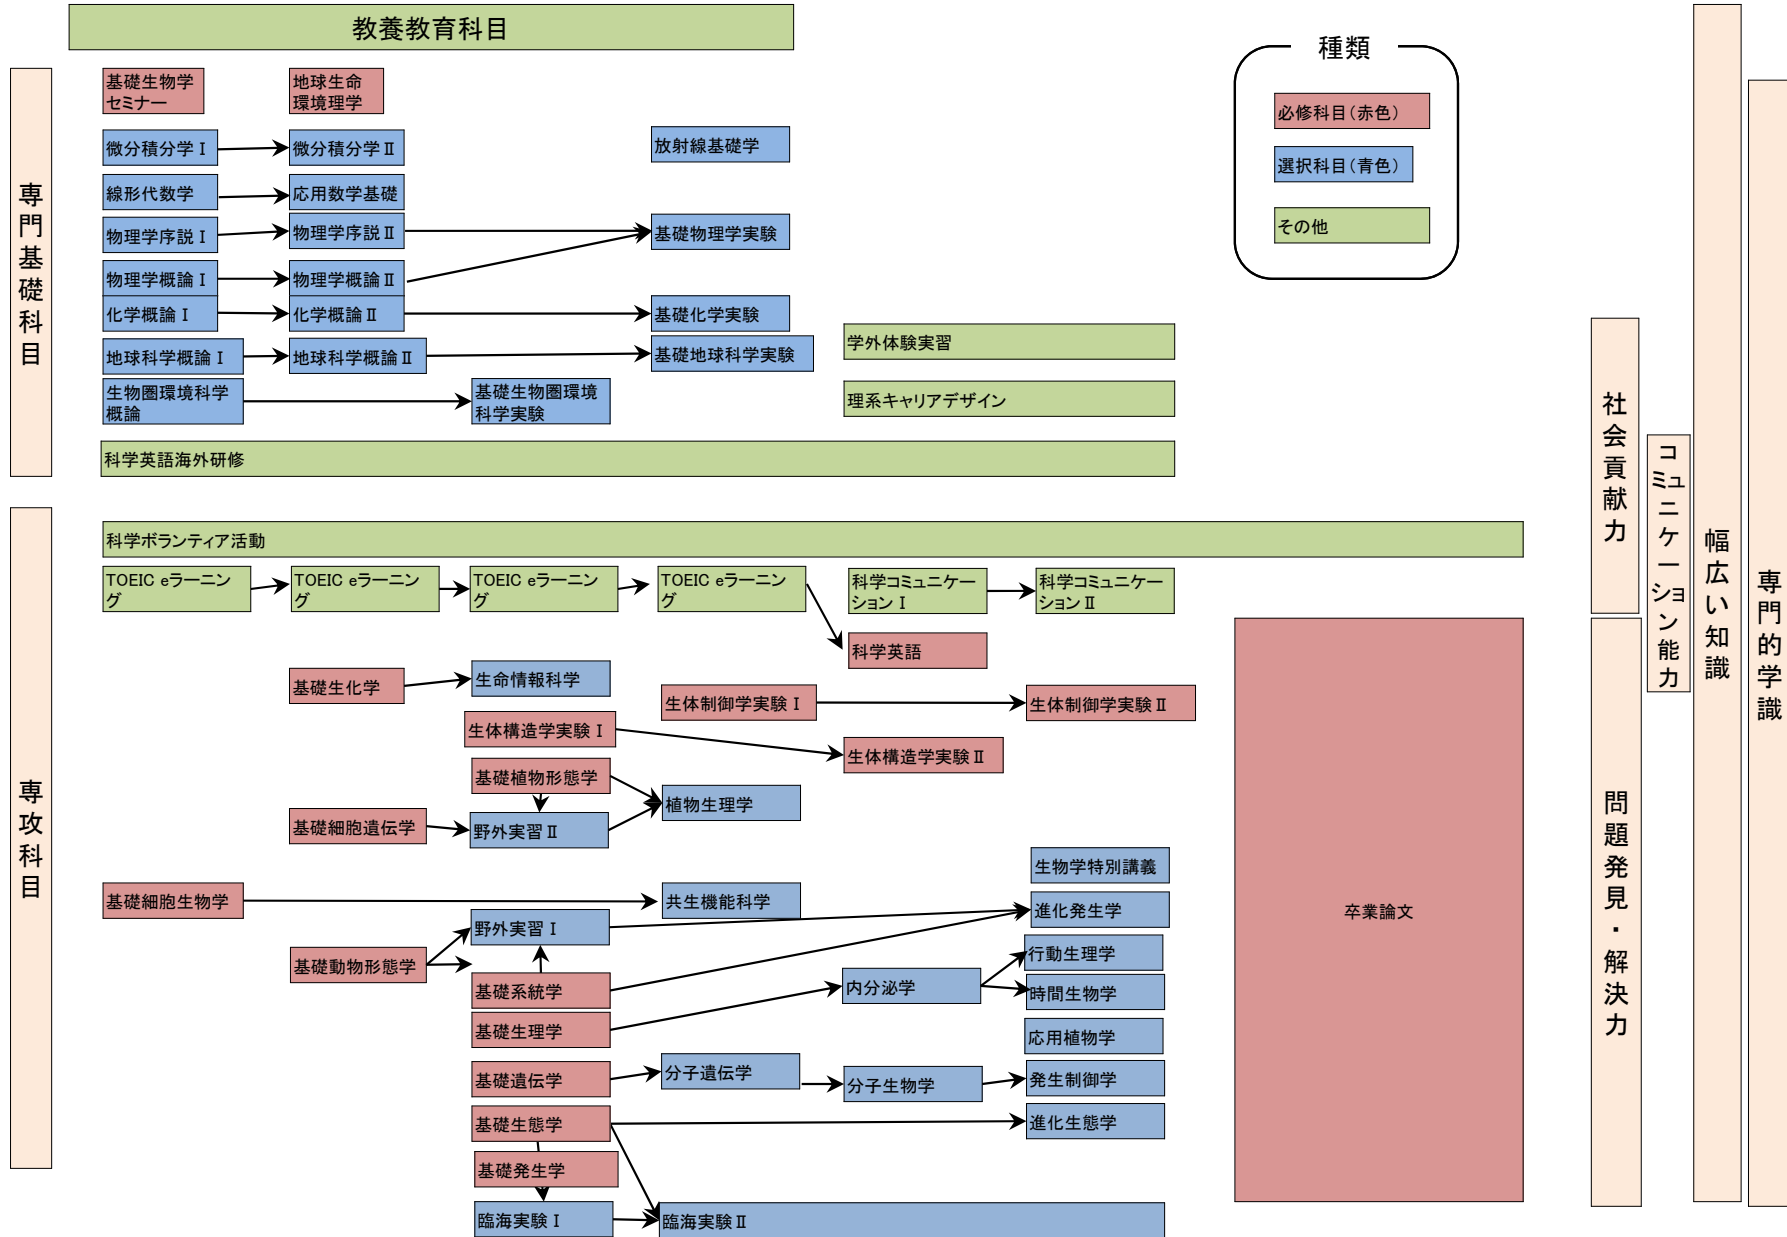 教養教育科目
種類
必修科目(赤色)
選択科目(青色)
その他
専門基礎科目
基礎生物学
セミナー
地球生命
環境理学
微分積分学Ⅰ
微分積分学Ⅱ
放射線基礎学
線形代数学
応用数学基礎
物理学序説Ⅰ
物理学序説Ⅱ
基礎物理学実験
物理学概論Ⅰ
物理学概論Ⅱ
化学概論Ⅰ
化学概論Ⅱ
基礎化学実験
地球科学概論Ⅰ
地球科学概論Ⅱ
基礎地球科学実験
学外体験実習
生物圏環境科学
概論
基礎生物圏環境
科学実験
理系キャリアデザイン
科学英語海外研修
専攻科目
科学ボランティア活動
TOEIC eラーニン
グ
TOEIC eラーニン
グ
TOEIC eラーニン
グ
TOEIC eラーニン
グ
科学コミュニケー
ションⅠ
科学コミュニケー
ションⅡ
科学英語
基礎生化学
生命情報科学
生体制御学実験Ⅰ
生体制御学実験Ⅱ
生体構造学実験Ⅰ
生体構造学実験Ⅱ
基礎植物形態学
植物生理学
基礎細胞遺伝学
野外実習Ⅱ
生物学特別講義
基礎細胞生物学
共生機能科学
進化発生学
野外実習Ⅰ
基礎動物形態学
行動生理学
基礎系統学
内分泌学
時間生物学
基礎生理学
応用植物学
基礎遺伝学
分子遺伝学
分子生物学
発生制御学
基礎生態学
進化生態学
基礎発生学
臨海実験Ⅰ
臨海実験Ⅱ
卒業論文
社会貢献力
問題発見・解決力
コミュニケーション能力
幅広い知識
専門的学識